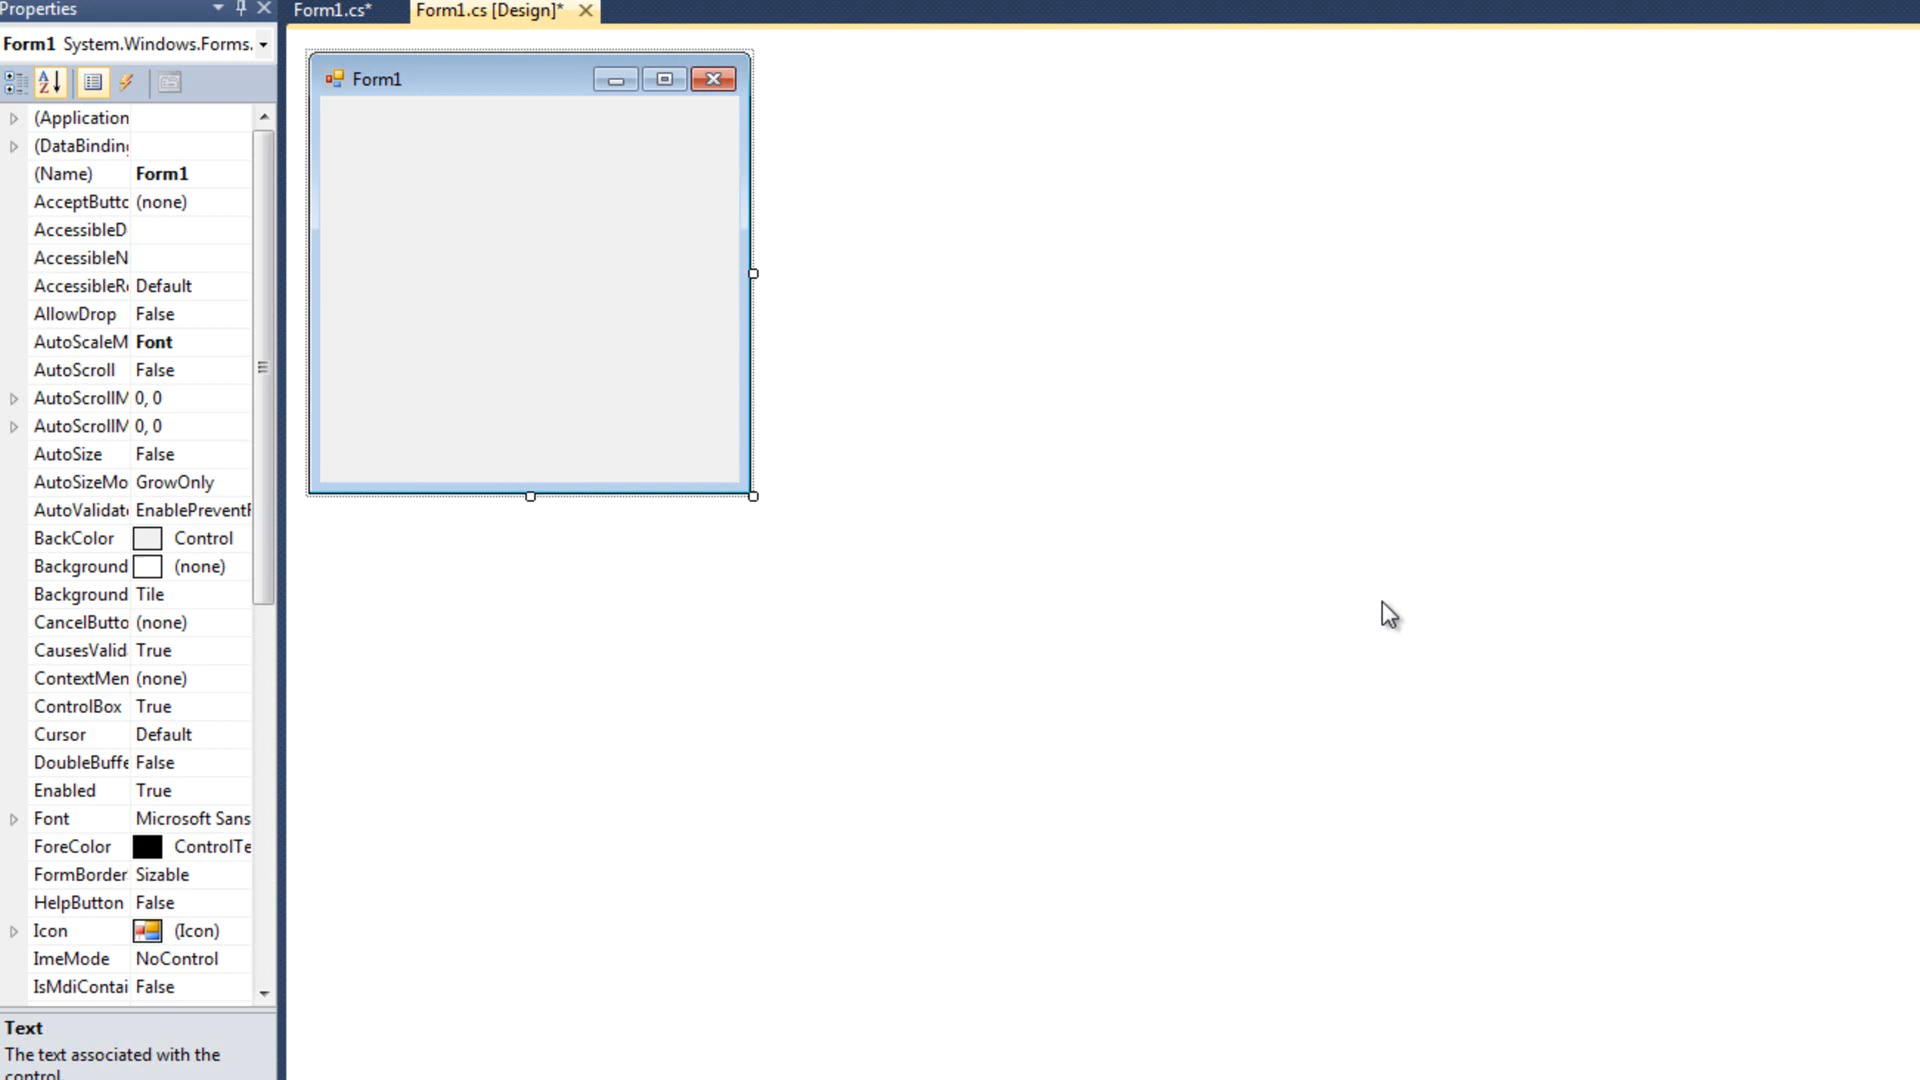 Properties
Form1.cs*
Form1.cs [Design]*
Form1 System.Windows.Forms.
Form1
(Application
(DataBinding
(Name) Form1
AcceptButto (none)
AccessibleD
AccessibleN
AccessibleRo Default
AllowDrop False
AutoScaleM Font
AutoScroll False
AutoScrollM 0, 0
AutoScrollM 0, 0
AutoSize False
AutoSizeMo GrowOnly
AutoValidate EnablePreventF
BackColor Control
Background (none)
Background Tile
CancelButto (none)
CausesValid True
ContextMen (none)
ControlBox True
Cursor Default
DoubleBuffe False
Enabled True
Font Microsoft Sans
ForeColor ControlTe
FormBorder Sizable
HelpButton False
Icon (Icon)
ImeMode NoControl
IsMdiContai False
Text
The text associated with the
control.